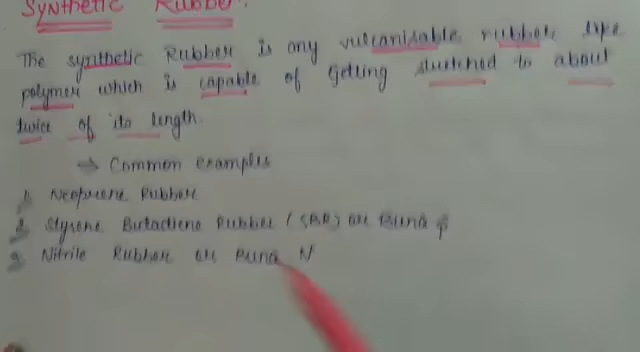 Synthetic Rubber.
The synthetic Rubber is any vulcanisable rubber like
polymer which is capable of getting stretched to about
twice of its length.
→ Common examples
1 Neoprene Rubber
2 Styrene Butadiene Rubber (SBR) or Buna S
3 Nitrile Rubber or Buna N